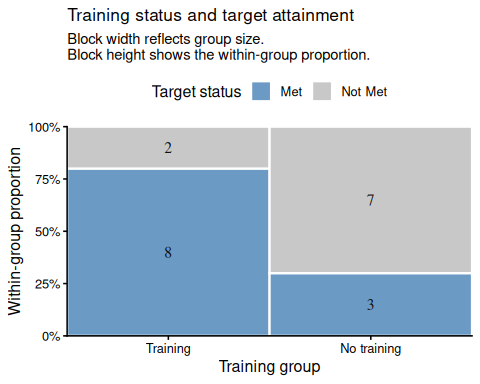 Training status and target attainment
Block width reflects group size.
Block height shows the within-group proportion.
Target status Met Not Met
Within-group proportion
100%
75%
50%
25%
0%
2
8
7
3
Training No training
Training group